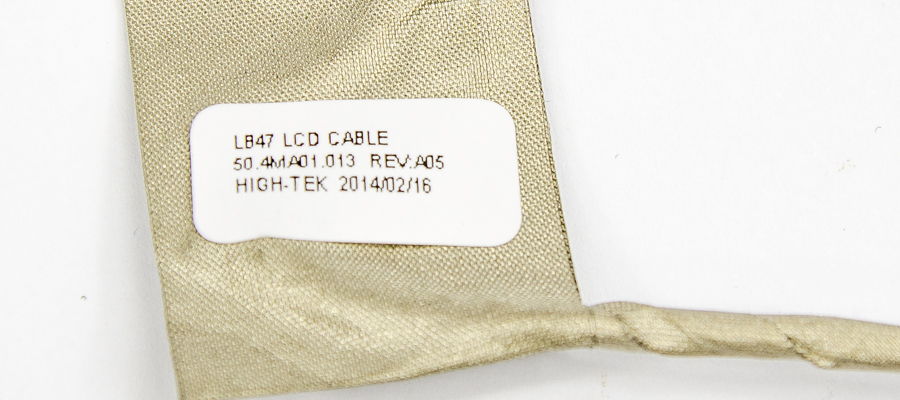 LB47 LCD CABLE
50.4MA01.013 REV:A05
HIGH-TEK 2014/02/16